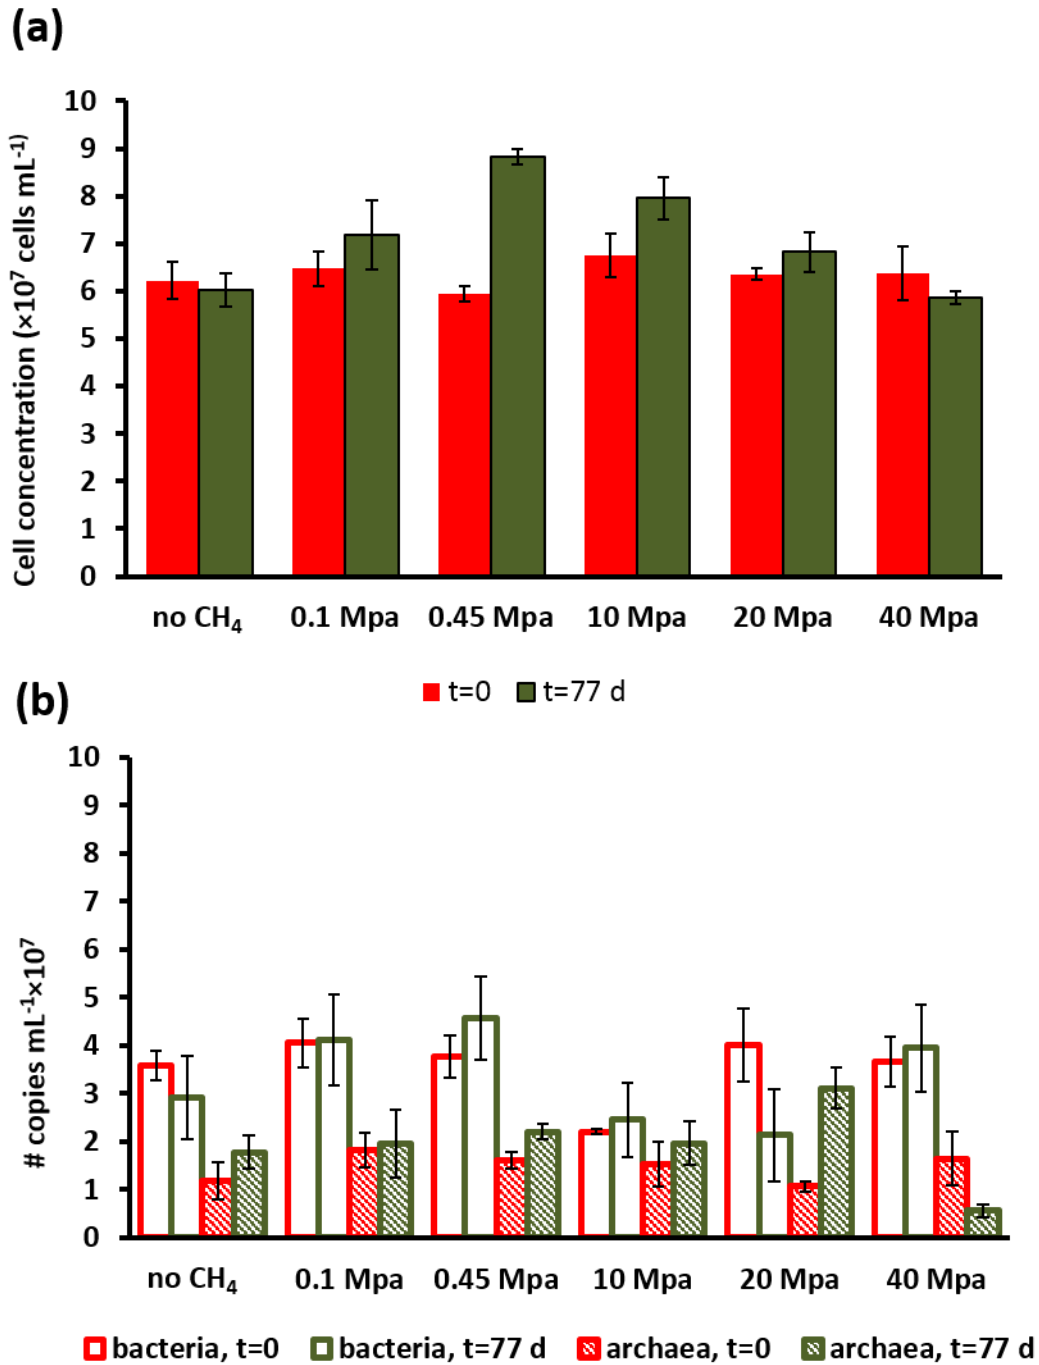 (a)
Cell concentration (×10⁷ cells mL⁻¹)
10
9
8
7
6
5
4
3
2
1
0
no CH₄ 0.1 Mpa 0.45 Mpa 10 Mpa 20 Mpa 40 Mpa
t=0 t=77 d
(b)
# copies mL⁻¹×10⁷
10
9
8
7
6
5
4
3
2
1
0
no CH₄ 0.1 Mpa 0.45 Mpa 10 Mpa 20 Mpa 40 Mpa
bacteria, t=0 bacteria, t=77 d archaea, t=0 archaea, t=77 d